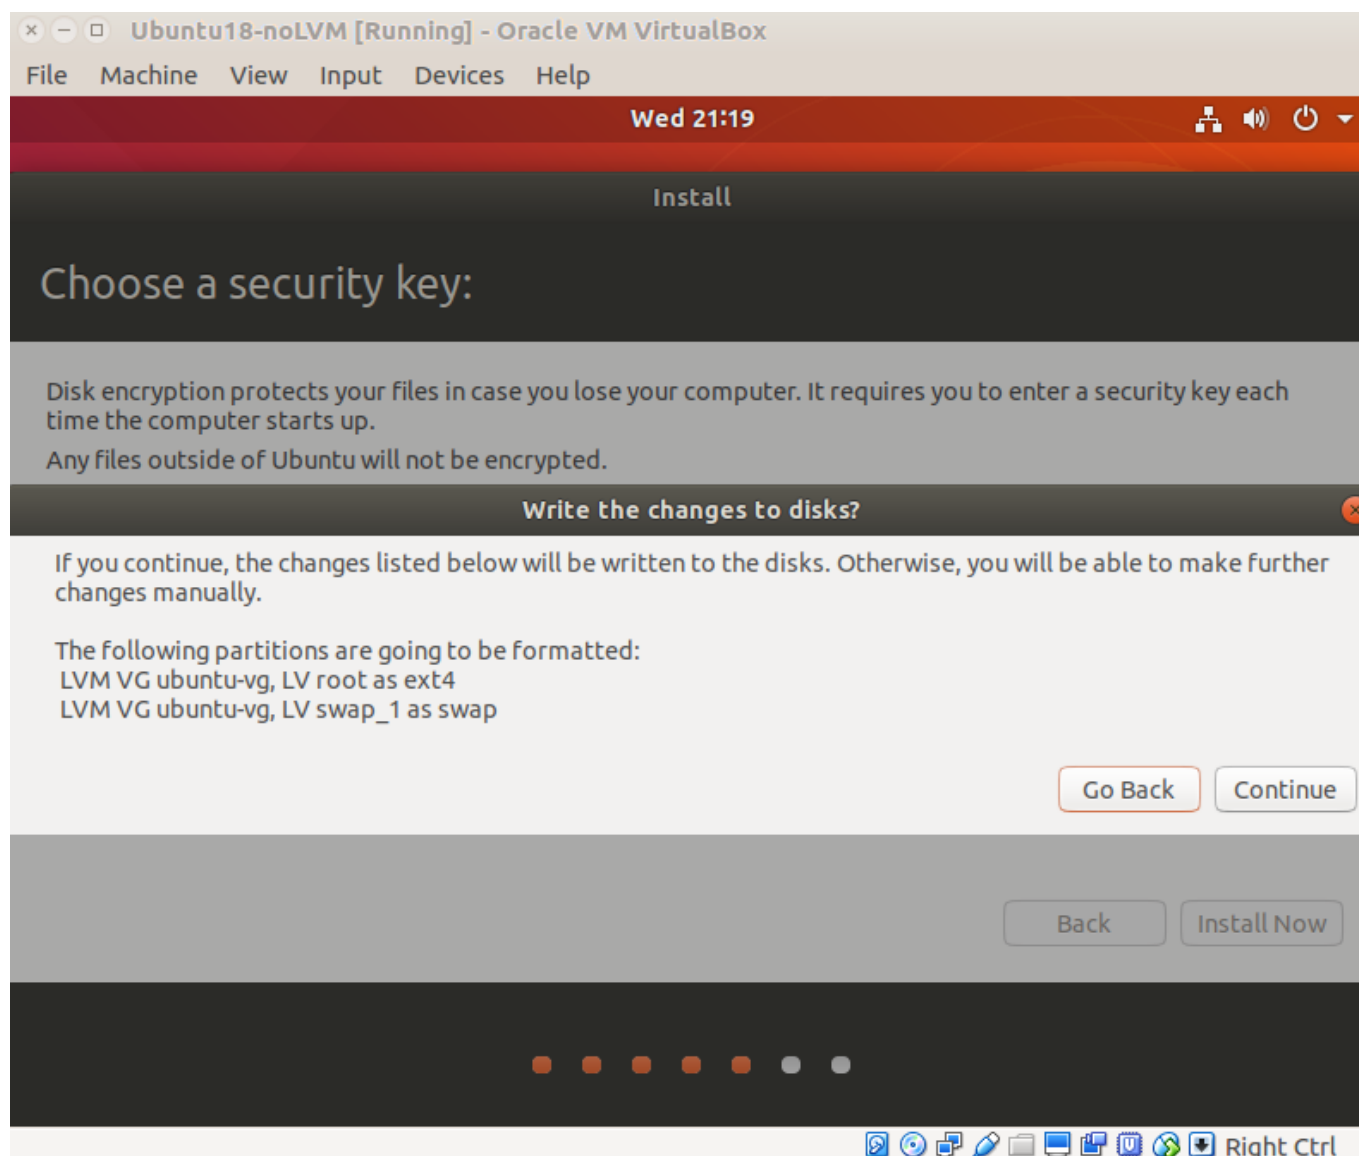 Ubuntu18-noLVM [Running] - Oracle VM VirtualBox
File Machine View Input Devices Help
Wed 21:19
Install
Choose a security key:
Disk encryption protects your files in case you lose your computer. It requires you to enter a security key each
time the computer starts up.
Any files outside of Ubuntu will not be encrypted.
Write the changes to disks?
If you continue, the changes listed below will be written to the disks. Otherwise, you will be able to make further
changes manually.
The following partitions are going to be formatted:
LVM VG ubuntu-vg, LV root as ext4
LVM VG ubuntu-vg, LV swap_1 as swap
Go Back Continue
Back Install Now
Right Ctrl